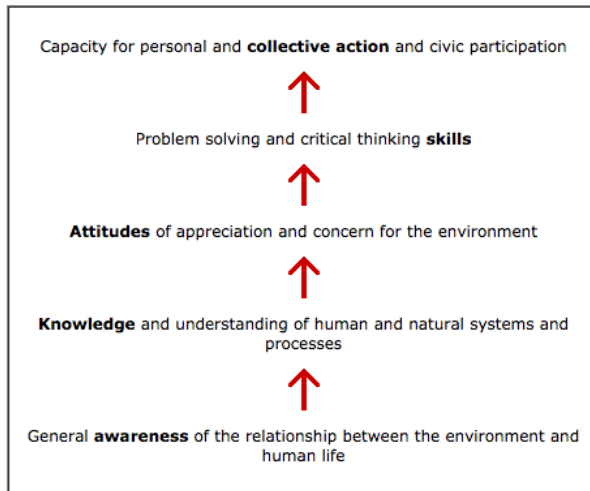 Capacity for personal and collective action and civic participation
Problem solving and critical thinking skills
Attitudes of appreciation and concern for the environment
Knowledge and understanding of human and natural systems and
processes
General awareness of the relationship between the environment and
human life